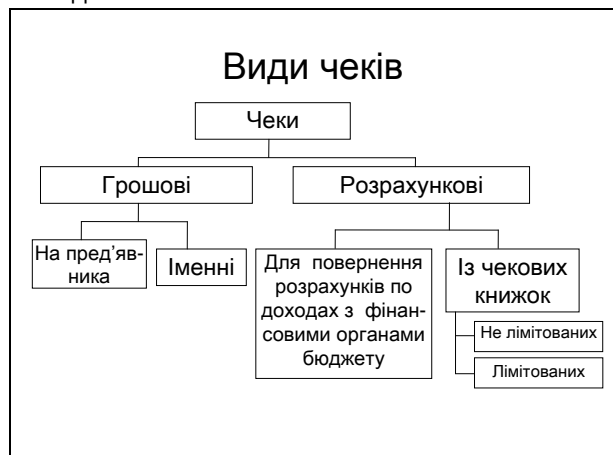 Види чеків
Чеки
Грошові
Розрахункові
На пред’яв-
ника
Іменні
Для повернення
розрахунків по
доходах з фінан-
совими органами
бюджету
Із чекових
книжок
Не лімітованих
Лімітованих